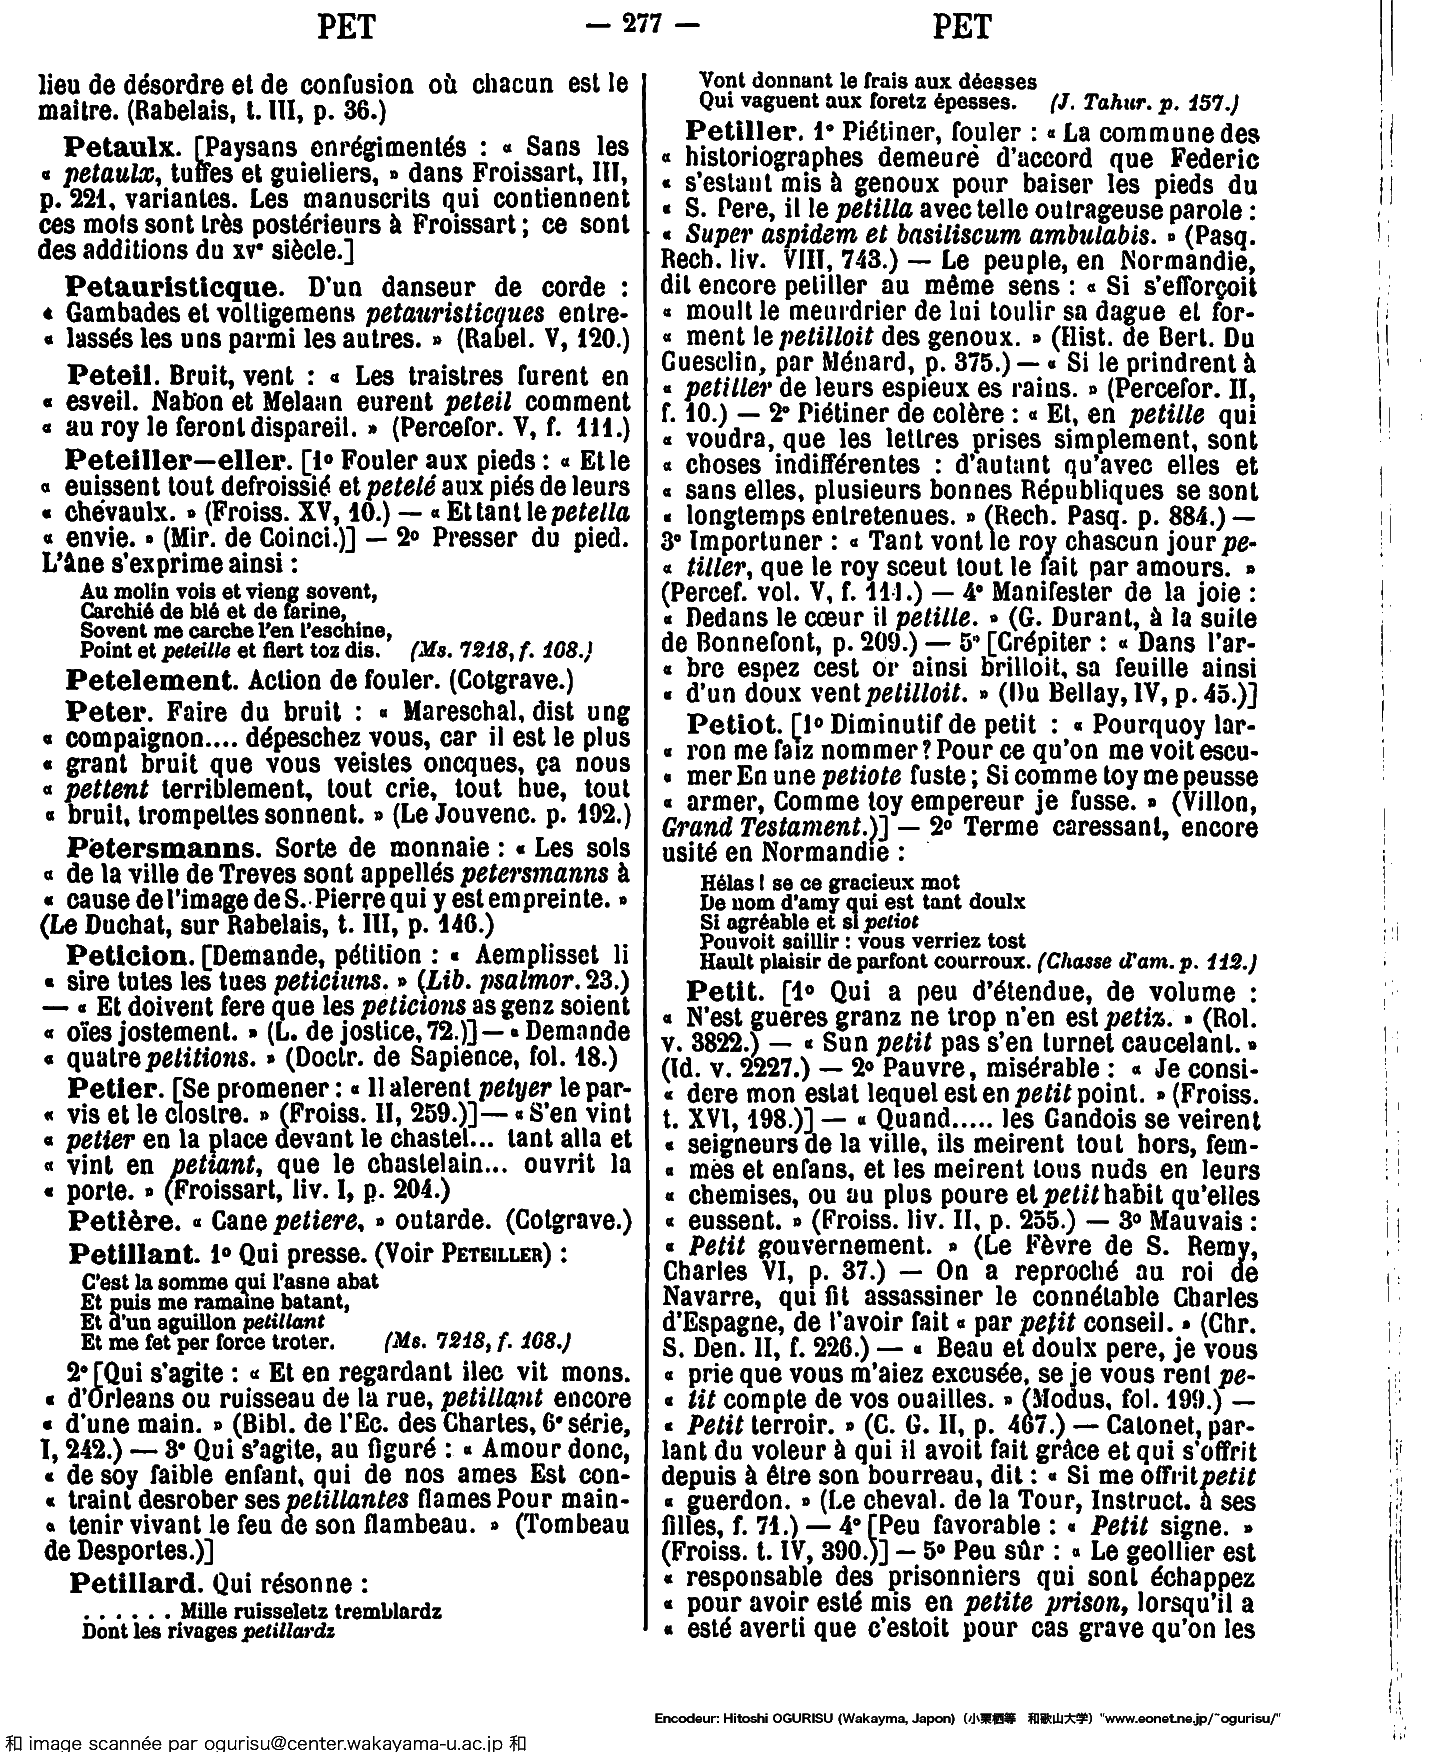 PET — 277 — PET
lieu de désordre et de confusion où chacun est le
maitre. (Rabelais, t. III, p. 36.)
Petaulx. [Paysans enrégimentés : « Sans les
« petaulx, tuffes et guieliers, » dans Froissart, III,
p. 221, variantes. Les manuscrits qui contiennent
ces mots sont très postérieurs à Froissart ; ce sont
des additions du xve siècle.]
Petauristicque. D'un danseur de corde :
« Gambades et voltigemens petauristicques entre-
« lassés les uns parmi les autres. » (Rabel. V, 120.)
Peteil. Bruit, vent : « Les traistres furent en
« esveil. Nabon et Melaan eurent peteil comment
« au roy le feront dispareil. » (Percefor. V, f. 111.)
Peteiller—eller. [1º Fouler aux pieds : « Et le
« euissent tout defroissié et petelé aux piés de leurs
« chevaulx. » (Froiss. XV, 10.) — « Et tant le petella
« envie. » (Mir. de Coinci.)] — 2º Presser du pied.
L'âne s'exprime ainsi :
Au molin vois et vieng sovent,
Carchié de blé et de farine,
Sovent me carche l'en l'eschine,
Point et peteille et fiert toz dis. (Ms. 7218, f. 108.)
Petelement. Action de fouler. (Cotgrave.)
Peter. Faire du bruit : « Mareschal, dist ung
« compaignon.... dépeschez vous, car il est le plus
« grant bruit que vous veistes oncques, ça nous
« pettent terriblement, tout crie, tout hue, tout
« bruit, trompettes sonnent. » (Le Jouvenc. p. 192.)
Petersmanns. Sorte de monnaie : « Les sols
« de la ville de Treves sont appellés petersmanns à
« cause de l'image de S. Pierre qui y est empreinte. »
(Le Duchat, sur Rabelais, t. III, p. 146.)
Peticion. [Demande, pétition : « Aemplisset li
« sire tutes les tues peticiuns. » (Lib. psalmor. 23.)
— « Et doivent fere que les peticions as genz soient
« oïes jostement. » (L. de jostice, 72.)] — « Demande
« quatre petitions. » (Doctr. de Sapience, fol. 18.)
Petier. [Se promener : « Il alerent petyer le par-
« vis et le clostre. » (Froiss. II, 259.)] — « S'en vint
« petier en la place devant le chastel... tant alla et
« vint en petiant, que le chastelain... ouvrit la
« porte. » (Froissart, liv. I, p. 204.)
Petière. « Cane petiere, » outarde. (Cotgrave.)
Petillant. 1º Qui presse. (Voir PETEILLER) :
C'est la somme qui l'asne abat
Et puis me ramaine batant,
Et d'un aguillon petillant
Et me fet per force troter. (Ms. 7218, f. 108.)
2º [Qui s'agite : « Et en regardant ilec vit mons.
« d'Orleans ou ruisseau de la rue, petillant encore
« d'une main. » (Bibl. de l'Ec. des Chartes, 6e série,
I, 242.) — 3º Qui s'agite, au figuré : « Amour donc,
« de soy faible enfant, qui de nos ames Est con-
« traint desrober ses petillantes flames Pour main-
« tenir vivant le feu de son flambeau. » (Tombeau
de Desportes.)]
Petillard. Qui résonne :
. . . . . . Mille ruisseletz tremblardz
Dont les rivages petillardz
Vont donnant le frais aux déesses
Qui vaguent aux foretz épesses. (J. Tahur. p. 157.)
Petiller. 1º Piétiner, fouler : « La commune des
« historiographes demeure d'accord que Federic
« s'estant mis à genoux pour baiser les pieds du
« S. Pere, il le petilla avec telle outrageuse parole :
« Super aspidem et basiliscum ambulabis. » (Pasq.
Rech. liv. VIII, 743.) — Le peuple, en Normandie,
dit encore petiller au même sens : « Si s'efforçoit
« moult le meurdrier de lui toulir sa dague et for-
« ment le petilloit des genoux. » (Hist. de Bert. Du
Guesclin, par Ménard, p. 375.) — « Si le prindrent à
« petiller de leurs espieux es rains. » (Percefor. II,
f. 10.) — 2º Piétiner de colère : « Et, en petille qui
« voudra, que les lettres prises simplement, sont
« choses indifférentes : d'autant qu'avec elles et
« sans elles, plusieurs bonnes Républiques se sont
« longtemps entretenues. » (Rech. Pasq. p. 884.) —
3º Importuner : « Tant vont le roy chascun jour pe-
« tiller, que le roy sceut tout le fait par amours. »
(Percef. vol. V, f. 111.) — 4º Manifester de la joie :
« Dedans le cœur il petille. » (G. Durant, à la suite
de Bonnefont, p. 209.) — 5º [Crépiter : « Dans l'ar-
« bre espez cest or ainsi brilloit, sa feuille ainsi
« d'un doux vent petilloit. » (Du Bellay, IV, p. 45.)]
Petiot. [1º Diminutif de petit : « Pourquoy lar-
« ron me faiz nommer ? Pour ce qu'on me voit escu-
« mer En une petiote fuste ; Si comme toy me peusse
« armer, Comme toy empereur je fusse. » (Villon,
Grand Testament.)] — 2º Terme caressant, encore
usité en Normandie :
Hélas ! se ce gracieux mot
De nom d'amy qui est tant doulx
Si agréable et si petiot
Pouvoit saillir : vous verriez tost
Hault plaisir de parfont courroux. (Chasse d'am. p. 112.)
Petit. [1º Qui a peu d'étendue, de volume :
« N'est gueres granz ne trop n'en est petiz. » (Rol.
v. 3822.) — « Sun petit pas s'en turnet caucelant. »
(Id. v. 2227.) — 2º Pauvre, misérable : « Je consi-
« dere mon estat lequel est en petit point. » (Froiss.
t. XVI, 198.)] — « Quand..... les Gandois se veirent
« seigneurs de la ville, ils meirent tout hors, fem-
« mes et enfans, et les meirent tous nuds en leurs
« chemises, ou au plus poure et petit habit qu'elles
« eussent. » (Froiss. liv. II, p. 255.) — 3º Mauvais :
« Petit gouvernement. » (Le Fèvre de S. Remy,
Charles VI, p. 37.) — On a reproché au roi de
Navarre, qui fit assassiner le connétable Charles
d'Espagne, de l'avoir fait « par petit conseil. » (Chr.
S. Den. II, f. 226.) — « Beau et doulx pere, je vous
« prie que vous m'aiez excusée, se je vous rent pe-
« tit compte de vos ouailles. » (Modus, fol. 199.) —
« Petit terroir. » (C. G. II, p. 467.) — Catonet, par-
lant du voleur à qui il avoit fait grâce et qui s'offrit
depuis à être son bourreau, dit : « Si me offrit petit
« guerdon. » (Le cheval. de la Tour, Instruct. à ses
filles, f. 71.) — 4º [Peu favorable : « Petit signe. »
(Froiss. t. IV, 390.)] — 5º Peu sûr : « Le geollier est
« responsable des prisonniers qui sont échappez
« pour avoir esté mis en petite prison, lorsqu'il a
« esté averti que c'estoit pour cas grave qu'on les
Encodeur: Hitoshi OGURISU (Wakayma, Japon) (小栗栖等 和歌山大学) "www.eonet.ne.jp/~ogurisu/"
和 image scannée par ogurisu@center.wakayama-u.ac.jp 和